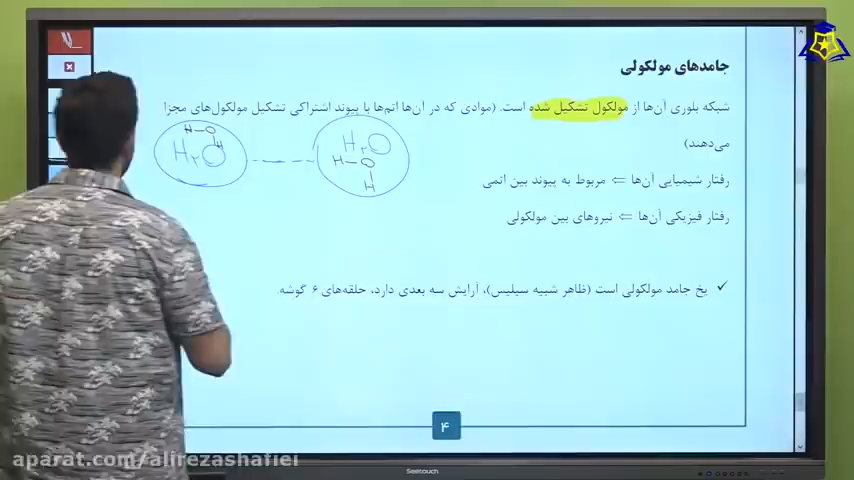 جامدهای مولکولی
شبکه بلوری آن‌ها از مولکول تشکیل شده است. (موادی که در آن‌ها اتم‌ها با پیوند اشتراکی تشکیل مولکول‌های مجزا
می‌دهند)
H₂O
H-O
H
H₂O
H-O
H
رفتار شیمیایی آن‌ها ⇐ مربوط به پیوند بین اتمی
رفتار فیزیکی آن‌ها ⇐ نیروهای بین مولکولی
✓ یخ جامد مولکولی است (ظاهر شبیه سیلیس)، آرایش سه بعدی دارد، حلقه‌های ۶ گوشه.
۴
aparat.com/alirezashafiei
Seetouch